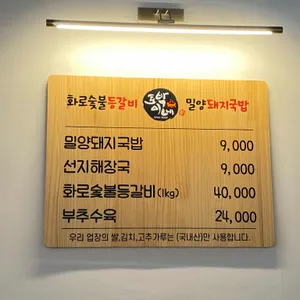 화로숯불등갈비 밀양돼지국밥
밀양돼지국밥 9,000
선지해장국 9,000
화로숯불등갈비(1kg) 40,000
부추수육 24,000
우리 업장의 쌀,김치,고추가루는 (국내산)만 사용합니다.